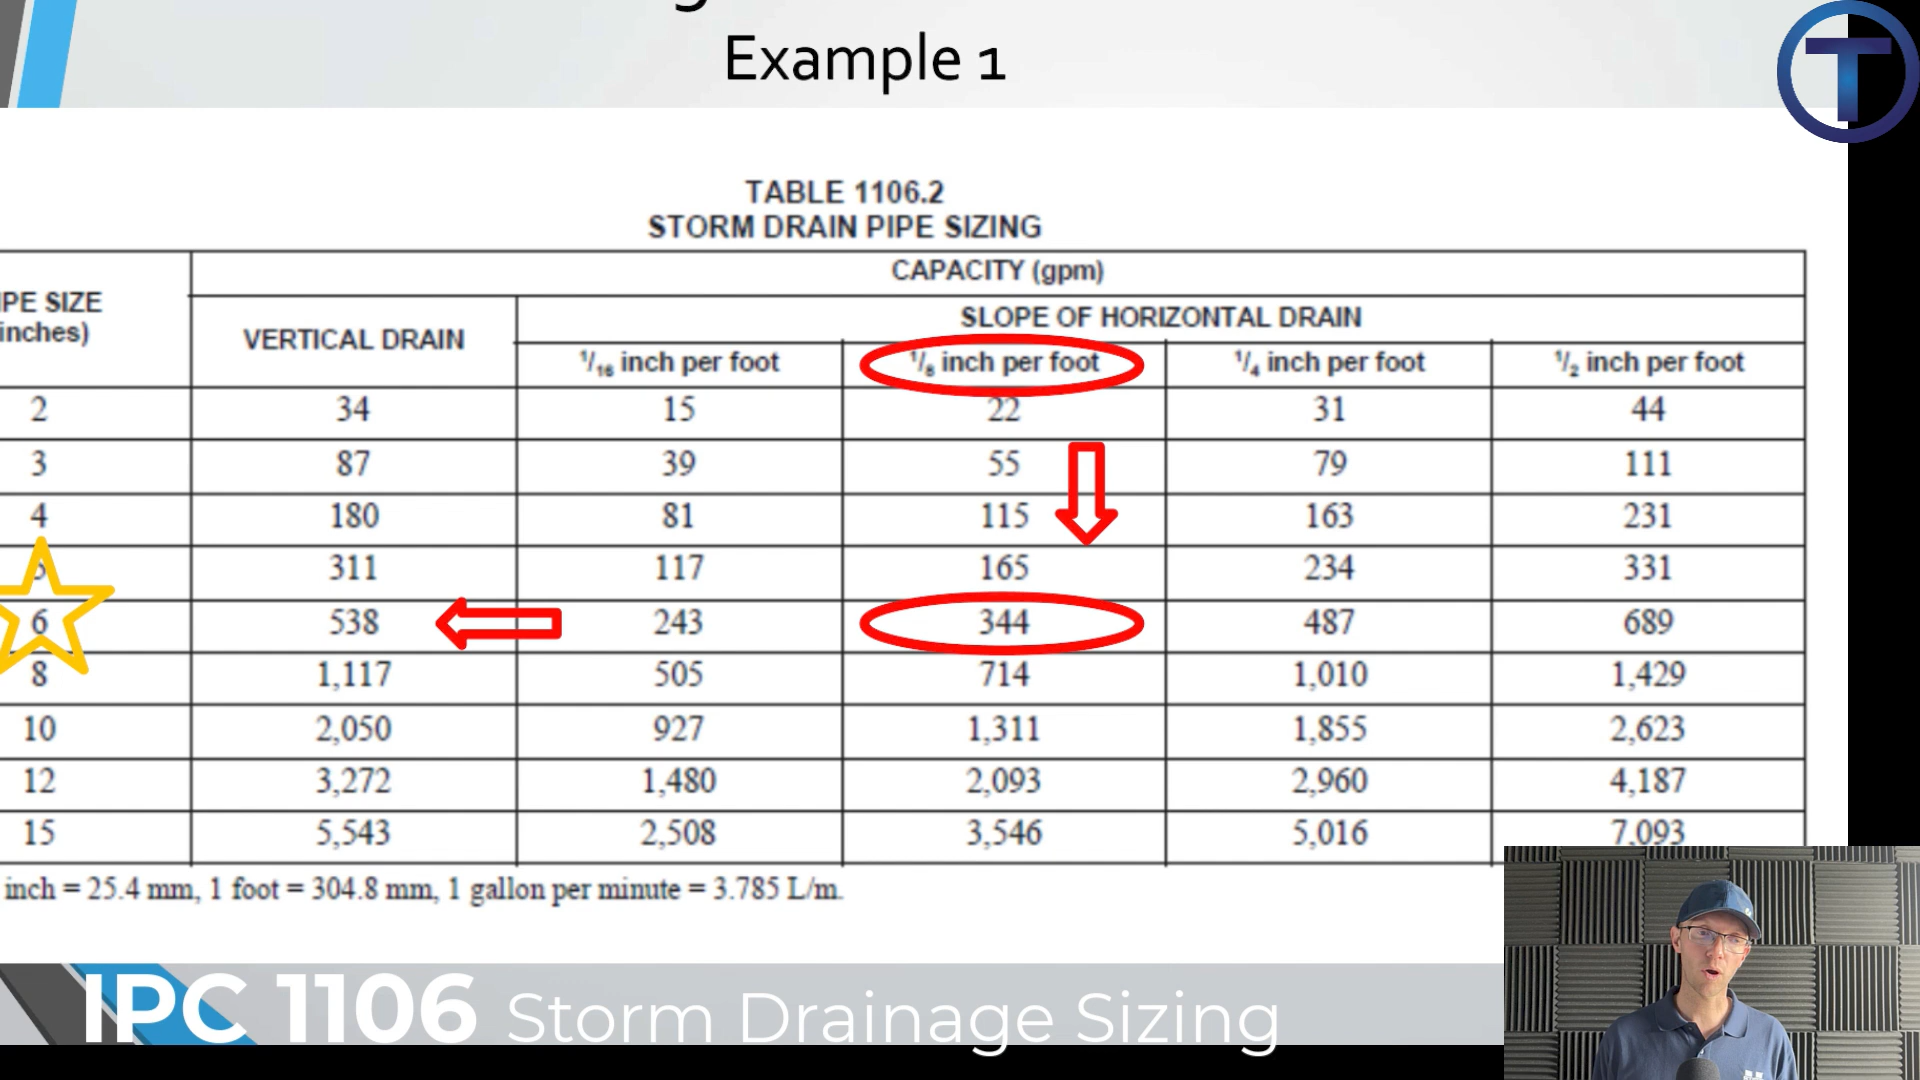 Example 1
T
TABLE 1106.2
STORM DRAIN PIPE SIZING
IPE SIZE
inches)
CAPACITY (gpm)
VERTICAL DRAIN
SLOPE OF HORIZONTAL DRAIN
1/16 inch per foot
1/8 inch per foot
1/4 inch per foot
1/2 inch per foot
2 34 15 22 31 44
3 87 39 55 79 111
4 180 81 115 163 231
5 311 117 165 234 331
6 538 243 344 487 689
8 1,117 505 714 1,010 1,429
10 2,050 927 1,311 1,855 2,623
12 3,272 1,480 2,093 2,960 4,187
15 5,543 2,508 3,546 5,016 7,093
inch = 25.4 mm, 1 foot = 304.8 mm, 1 gallon per minute = 3.785 L/m.
IPC 1106 Storm Drainage Sizing